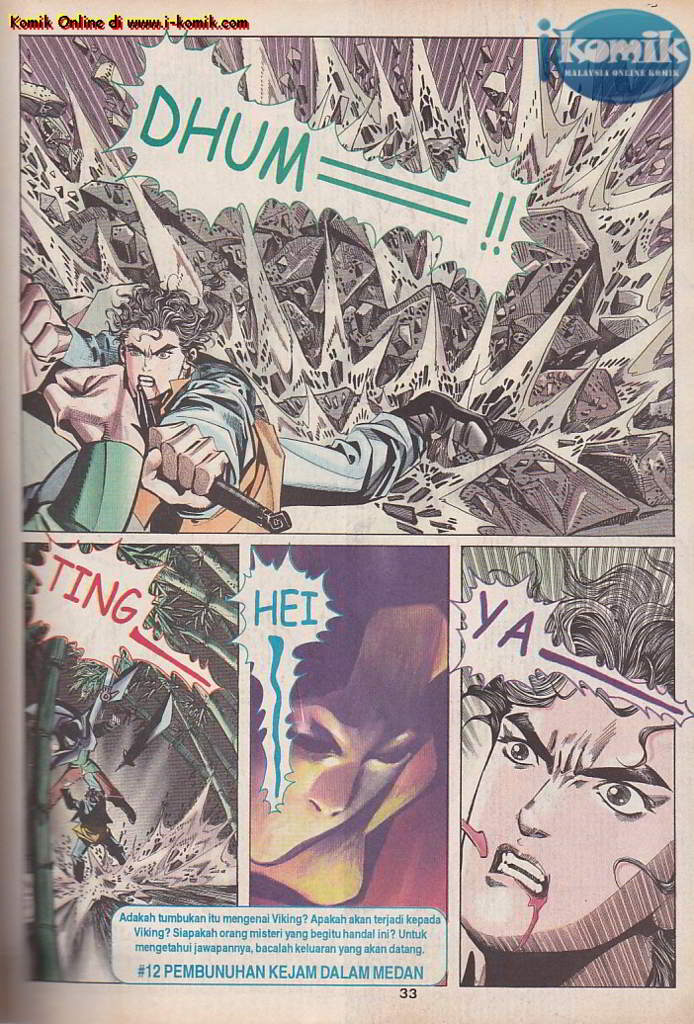 Komik Online di www.i-komik.com
ikomik
MALAYSIA ONLINE KOMIK
DHUM
!!
TING
HEI
YA
Adakah tumbukan itu mengenai Viking? Apakah akan terjadi kepada
Viking? Siapakah orang misteri yang begitu handal ini? Untuk
mengetahui jawapannya, bacalah keluaran yang akan datang.
#12 PEMBUNUHAN KEJAM DALAM MEDAN
33